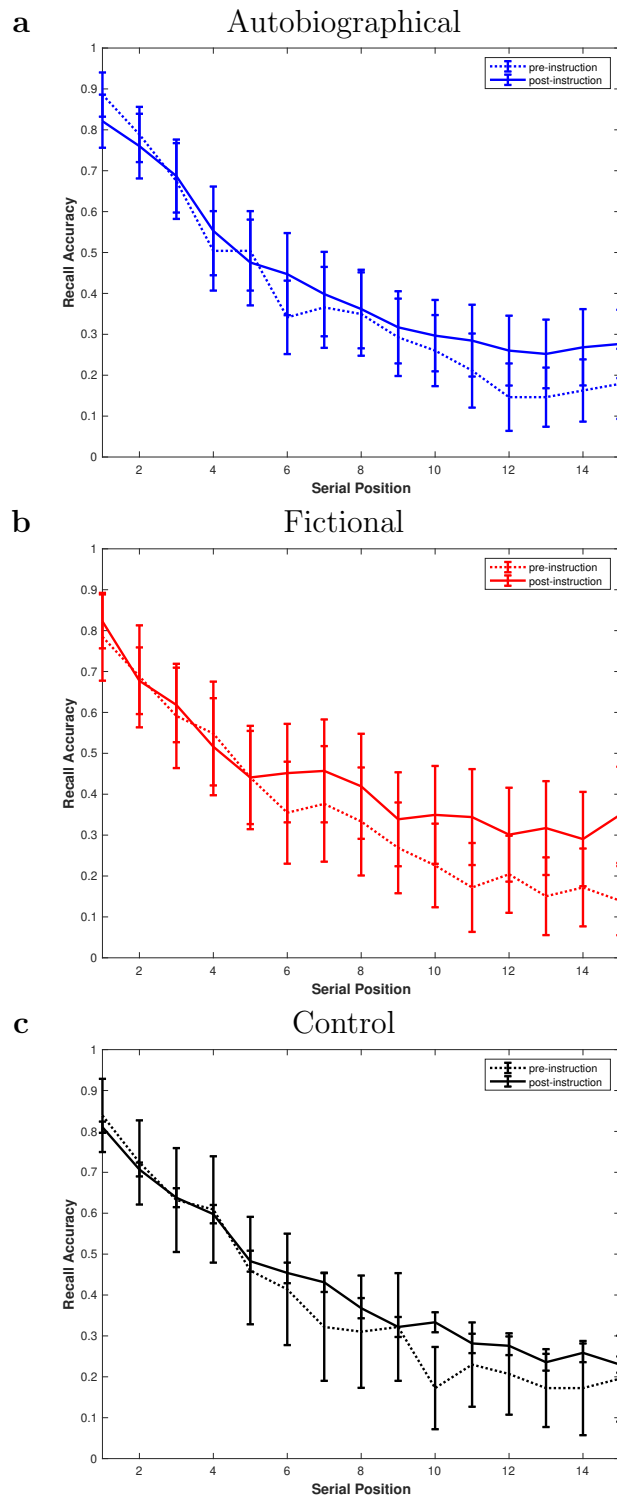 a Autobiographical
1
0.9
0.8
0.7
0.6
0.5
0.4
0.3
0.2
0.1
0
Recall Accuracy
pre-instruction
post-instruction
2 4 6 8 10 12 14
Serial Position
b Fictional
1
0.9
0.8
0.7
0.6
0.5
0.4
0.3
0.2
0.1
0
Recall Accuracy
pre-instruction
post-instruction
2 4 6 8 10 12 14
Serial Position
c Control
1
0.9
0.8
0.7
0.6
0.5
0.4
0.3
0.2
0.1
0
Recall Accuracy
pre-instruction
post-instruction
2 4 6 8 10 12 14
Serial Position